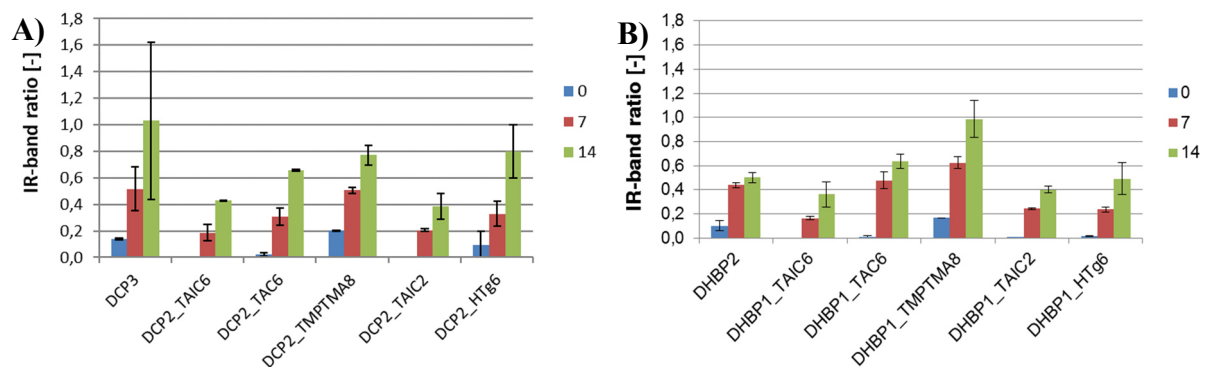 A)
IR-band ratio [-]
1,8
1,6
1,4
1,2
1,0
0,8
0,6
0,4
0,2
0,0
DCP3
DCP2_TAIC6
DCP2_TAC6
DCP2_TMPTMA8
DCP2_TAIC2
DCP2_HTg6
0
7
14
B)
IR-band ratio [-]
1,8
1,6
1,4
1,2
1,0
0,8
0,6
0,4
0,2
0,0
DHBP2
DHBP1_TAIC6
DHBP1_TAC6
DHBP1_TMPTMA8
DHBP1_TAIC2
DHBP1_HTg6
0
7
14